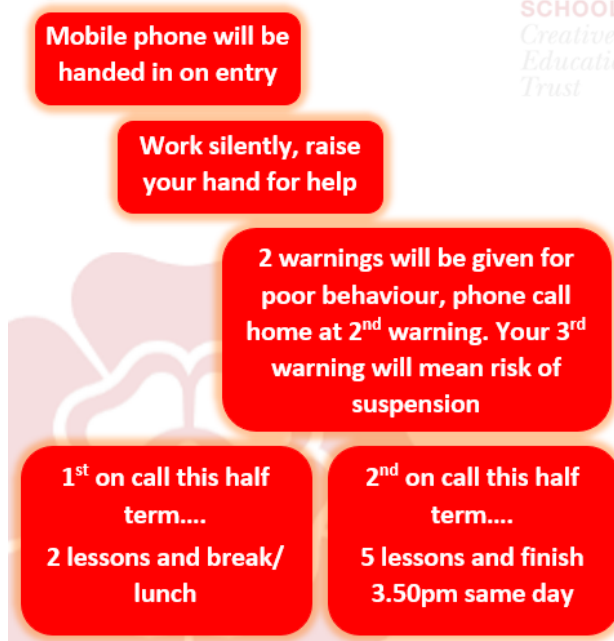 SCHOOL
Creative
Education
Trust
Mobile phone will be
handed in on entry
Work silently, raise
your hand for help
2 warnings will be given for
poor behaviour, phone call
home at 2nd warning. Your 3rd
warning will mean risk of
suspension
1st on call this half
term....
2 lessons and break/
lunch
2nd on call this half
term....
5 lessons and finish
3.50pm same day